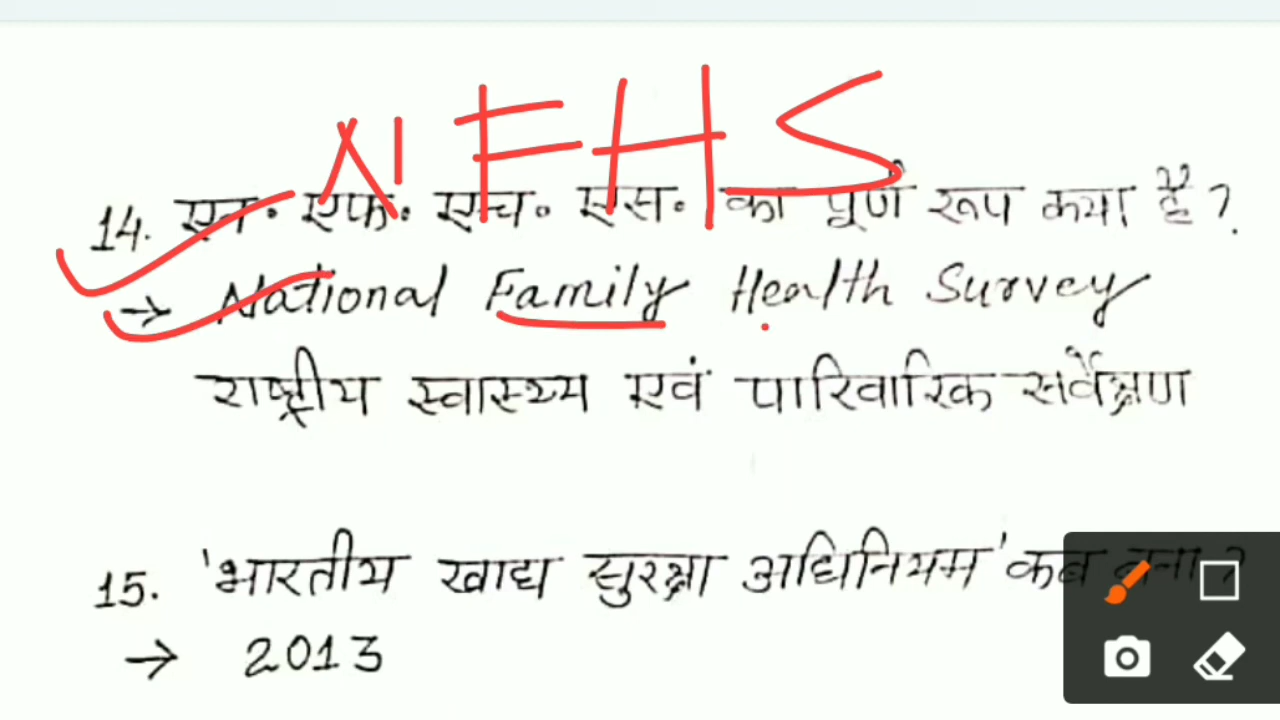 NFHS
14. एन. एफ. एच. एस. का पूर्ण रूप क्या है?
→ National Family Health Survey
राष्ट्रीय स्वास्थ्य एवं पारिवारिक सर्वेक्षण
15. 'भारतीय खाद्य सुरक्षा अधिनियम' कब बना?
→ 2013